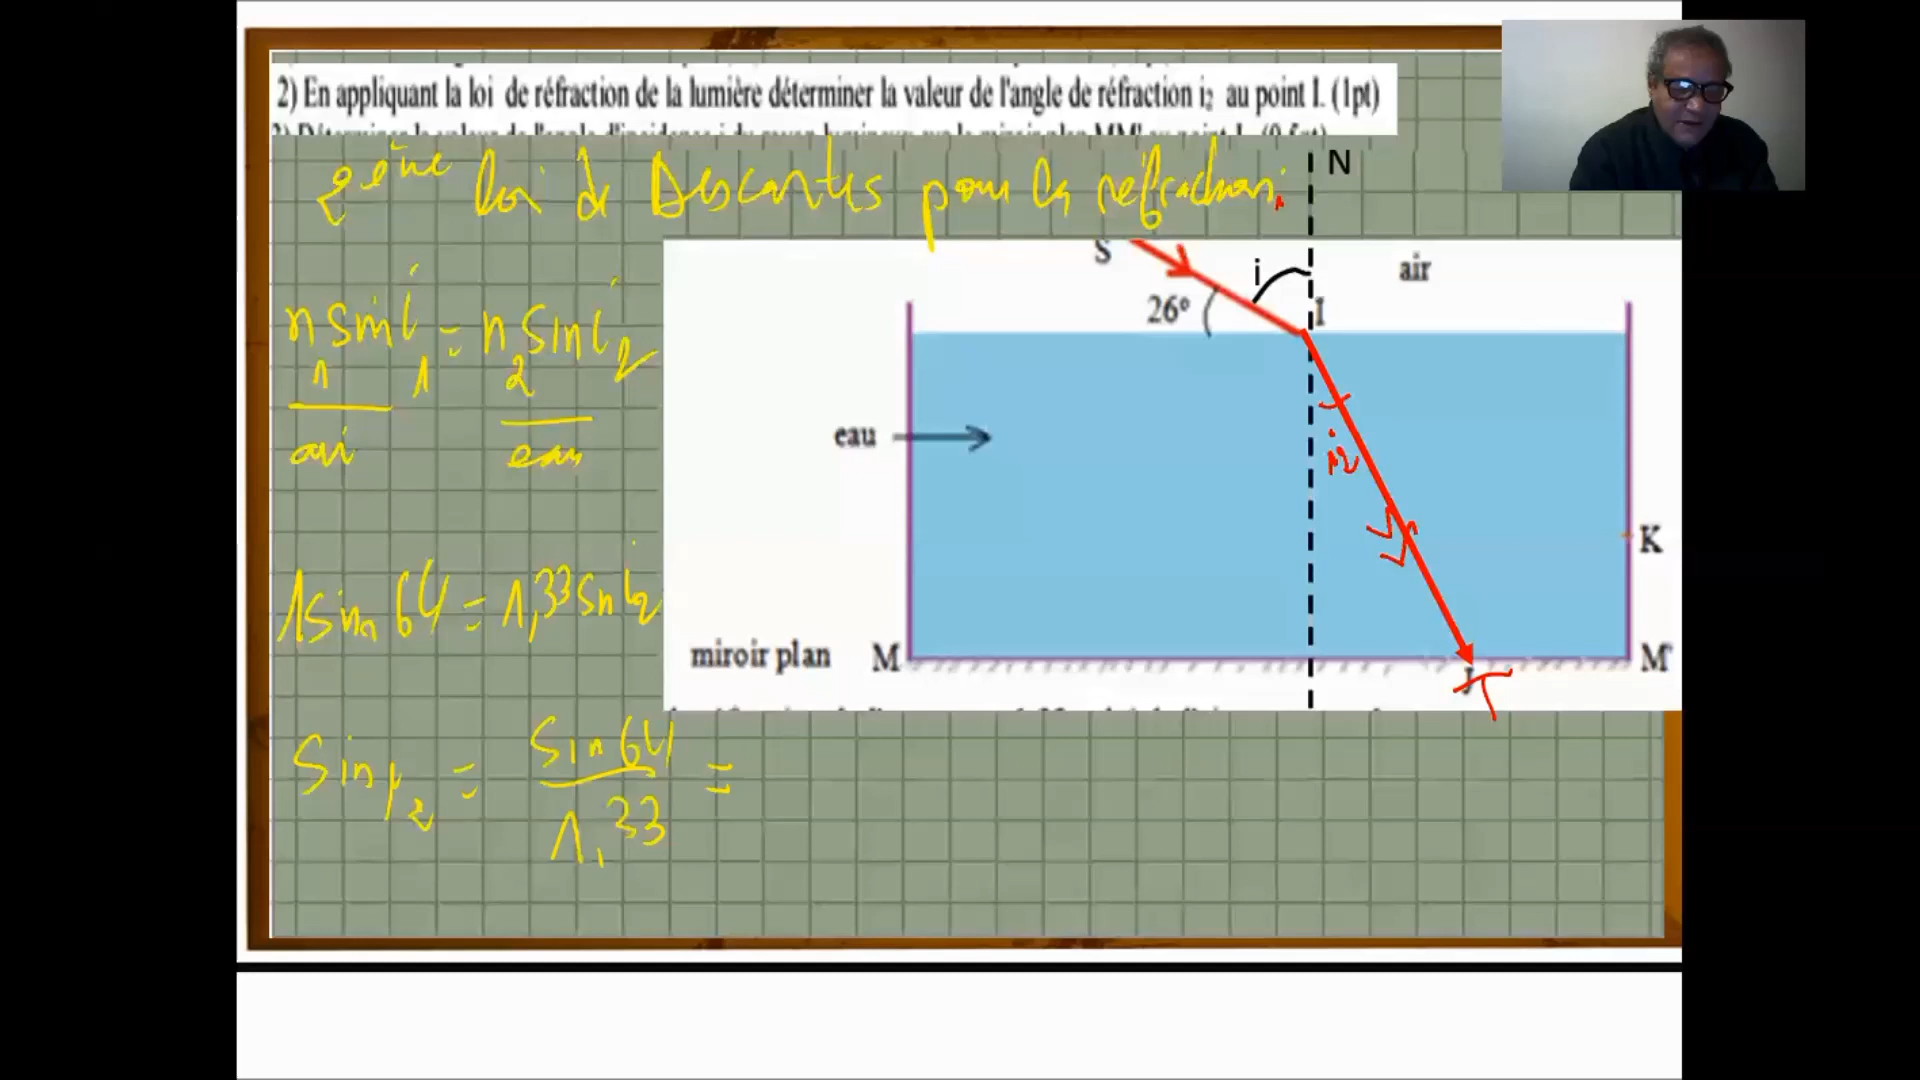 2) En appliquant la loi de réfraction de la lumière déterminer la valeur de l'angle de réfraction i₂ au point I. (1pt)
2ème loi de Descartes pour la réfraction.
N
S
i
air
26°
I
n₁ sin i₁ = n₂ sin i₂
air
eau
eau
i₂
K
1 sin 64 = 1,33 sin i₂
miroir plan
M
J
M'
sin i₂ = sin 64 / 1,33 =